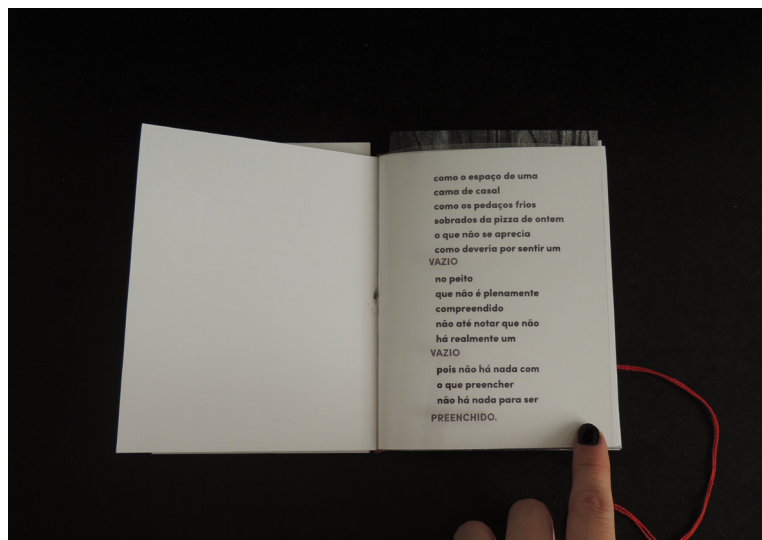 como o espaço de uma
cama de casal
como os pedaços frios
sobrados da pizza de ontem
o que não se aprecia
como deveria por sentir um
VAZIO
no peito
que não é plenamente
compreendido
não até notar que não
há realmente um
VAZIO
pois não há nada com
o que preencher
não há nada para ser
PREENCHIDO.